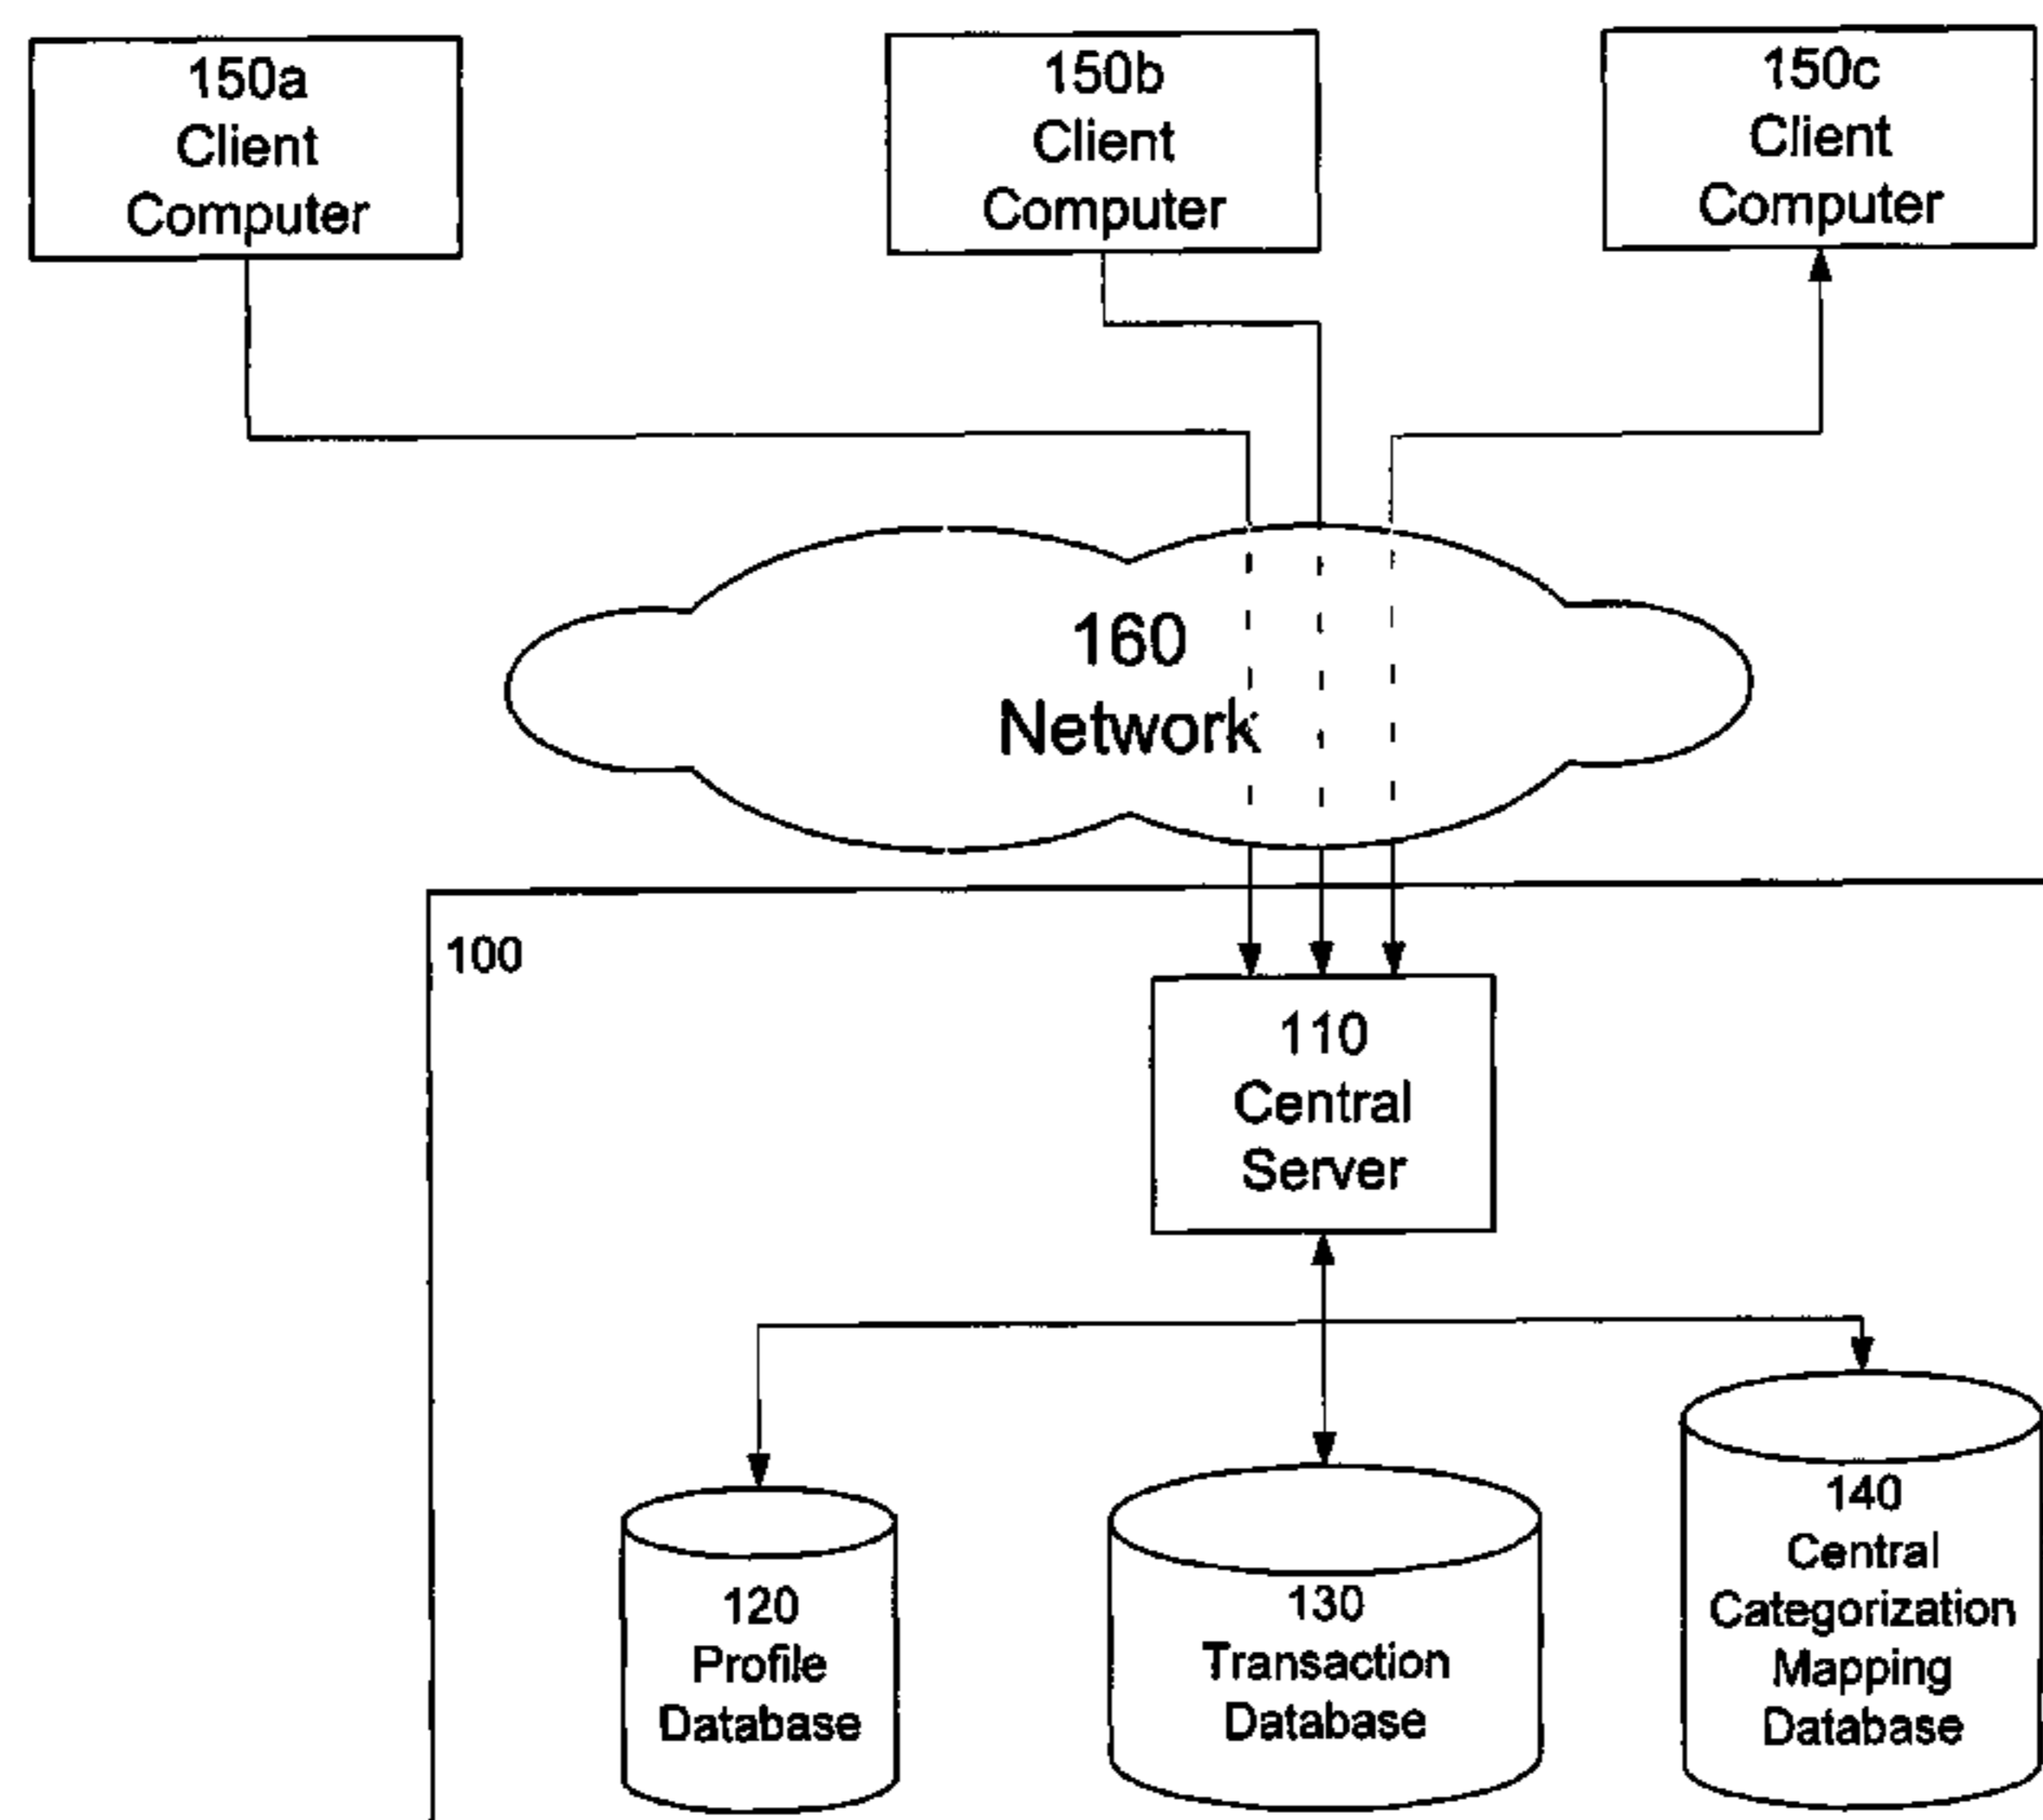 150a
Client
Computer
150b
Client
Computer
150c
Client
Computer
160
Network
100
110
Central
Server
120
Profile
Database
130
Transaction
Database
140
Central
Categorization
Mapping
Database